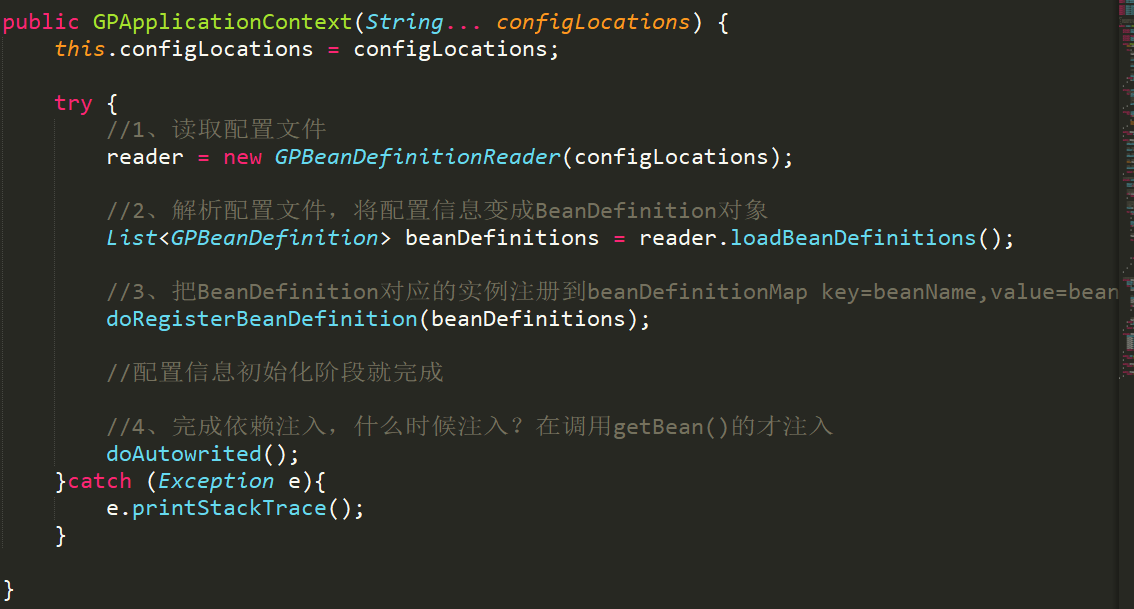 public GPApplicationContext(String... configLocations) {
this.configLocations = configLocations;
try {
//1、读取配置文件
reader = new GPBeanDefinitionReader(configLocations);
//2、解析配置文件，将配置信息变成BeanDefinition对象
List<GPBeanDefinition> beanDefinitions = reader.loadBeanDefinitions();
//3、把BeanDefinition对应的实例注册到beanDefinitionMap key=beanName,value=bean
doRegisterBeanDefinition(beanDefinitions);
//配置信息初始化阶段就完成
//4、完成依赖注入，什么时候注入？在调用getBean()的才注入
doAutowrited();
}catch (Exception e){
e.printStackTrace();
}
}